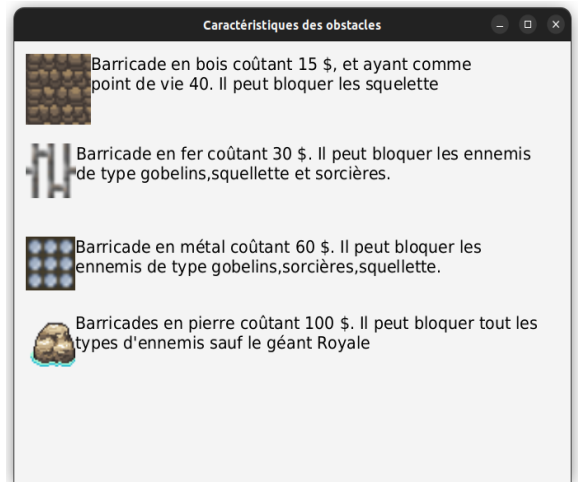 Caractéristiques des obstacles
Barricade en bois coûtant 15 $, et ayant comme
point de vie 40. Il peut bloquer les squelette
Barricade en fer coûtant 30 $. Il peut bloquer les ennemis
de type gobelins,squellette et sorcières.
Barricade en métal coûtant 60 $. Il peut bloquer les
ennemis de type gobelins,sorcières,squellette.
Barricades en pierre coûtant 100 $. Il peut bloquer tout les
types d'ennemis sauf le géant Royale